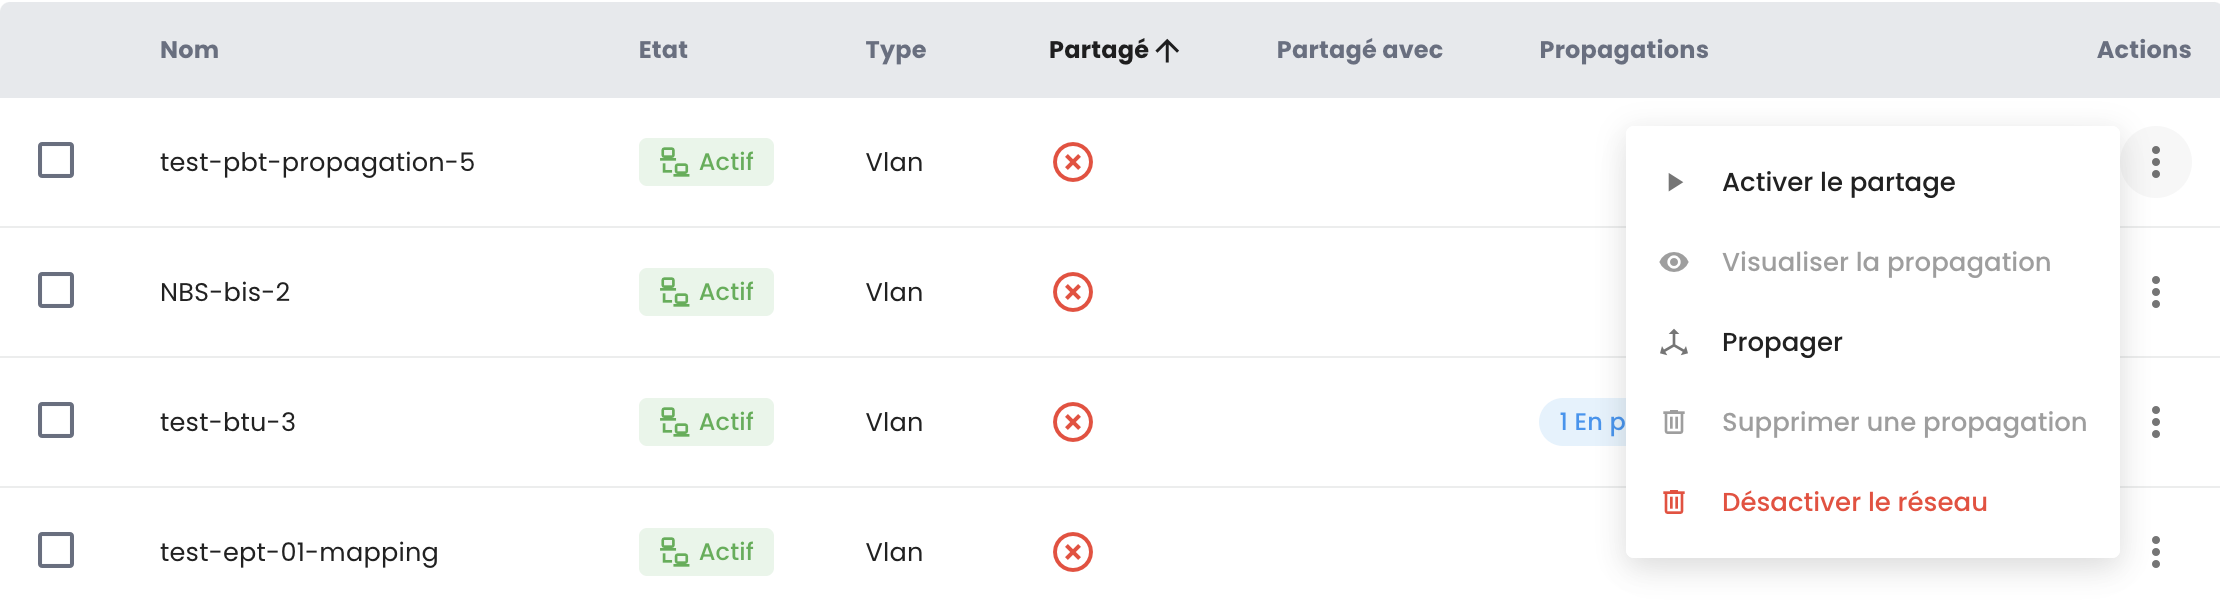 Nom Etat Type Partagé Partagé avec Propagations Actions
test-pbt-propagation-5 Actif Vlan
Activer le partage
Visualiser la propagation
NBS-bis-2 Actif Vlan
Propager
test-btu-3 Actif Vlan 1 En p
Supprimer une propagation
Désactiver le réseau
test-ept-01-mapping Actif Vlan